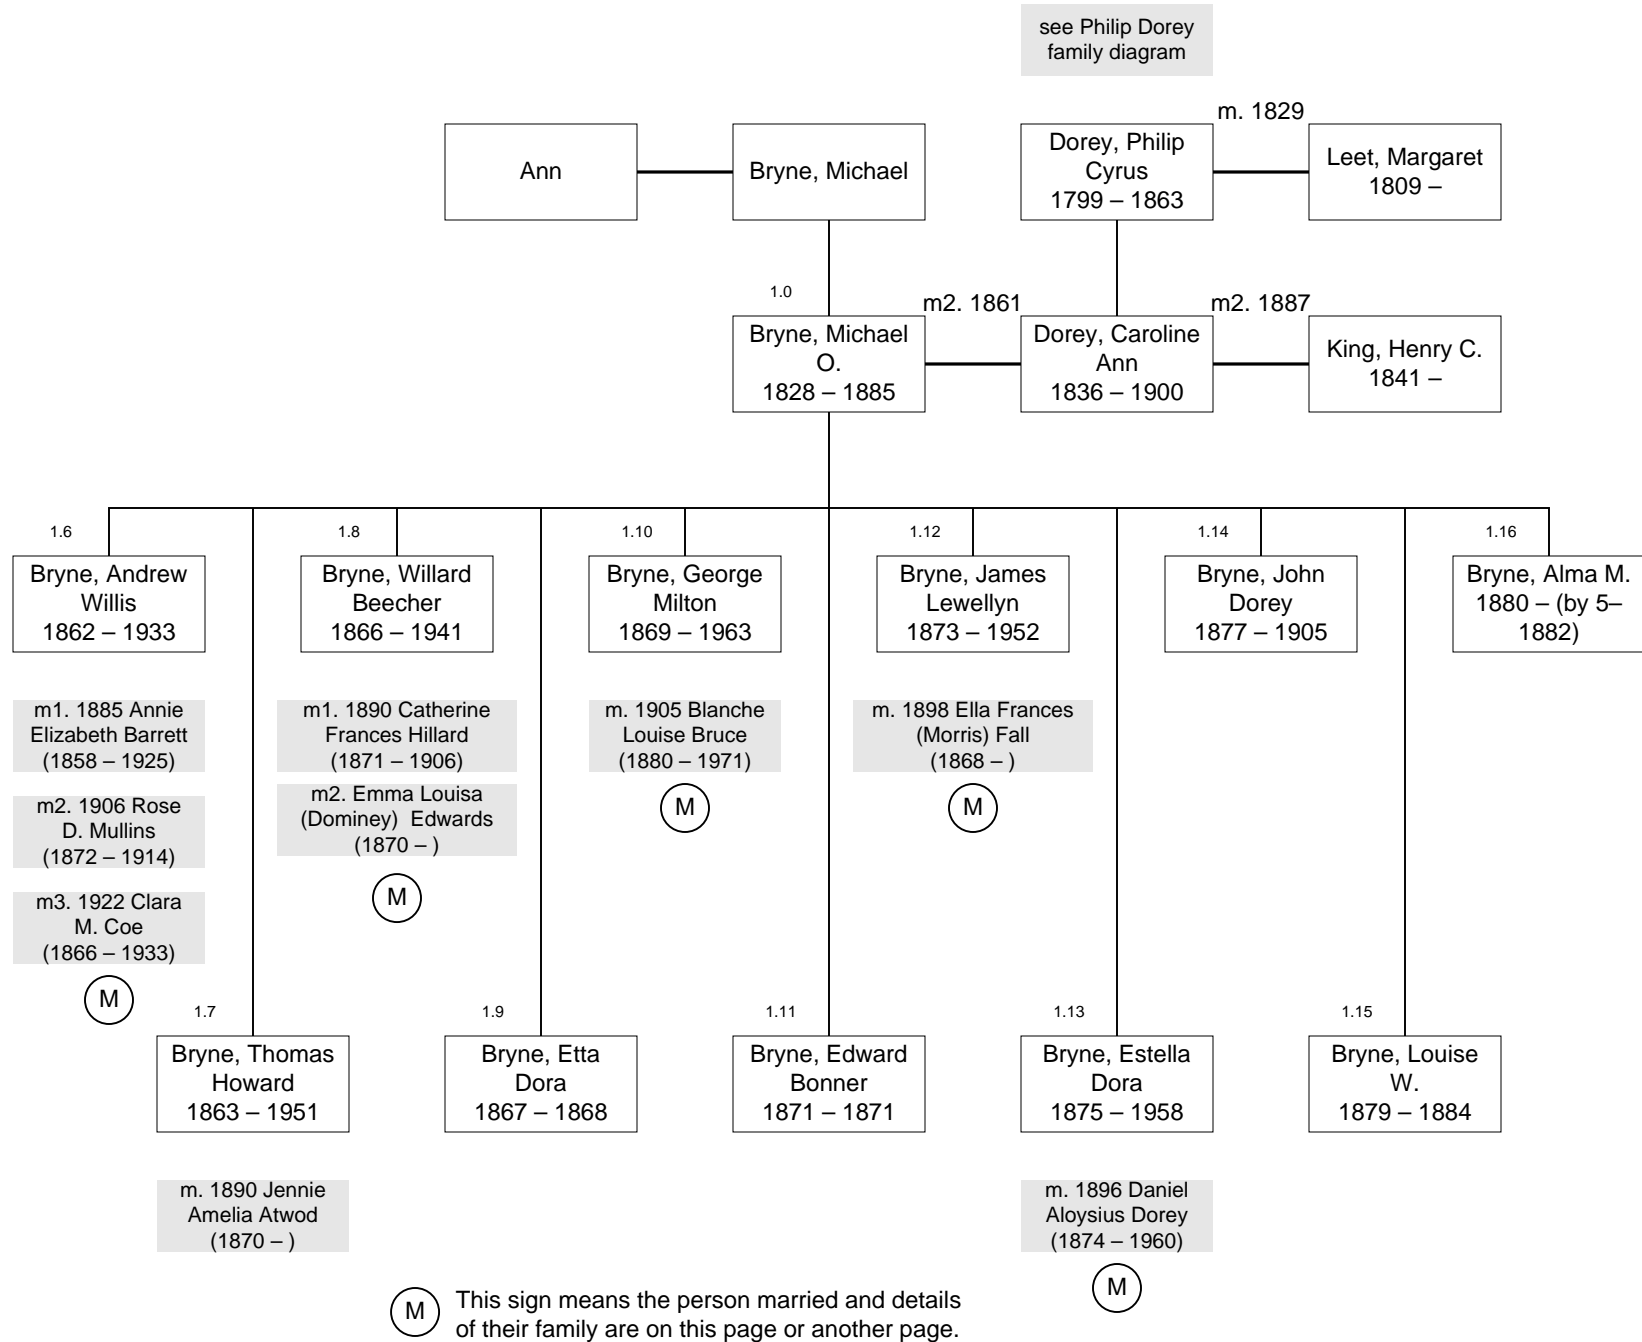 see Philip Dorey
family diagram
m. 1829
Ann
Bryne, Michael
Dorey, Philip
Cyrus
1799 – 1863
Leet, Margaret
1809 –
1.0
m2. 1861
m2. 1887
Bryne, Michael
O.
1828 – 1885
Dorey, Caroline
Ann
1836 – 1900
King, Henry C.
1841 –
1.6
Bryne, Andrew
Willis
1862 – 1933
1.8
Bryne, Willard
Beecher
1866 – 1941
1.10
Bryne, George
Milton
1869 – 1963
1.12
Bryne, James
Lewellyn
1873 – 1952
1.14
Bryne, John
Dorey
1877 – 1905
1.16
Bryne, Alma M.
1880 – (by 5–
1882)
m1. 1885 Annie
Elizabeth Barrett
(1858 – 1925)
m2. 1906 Rose
D. Mullins
(1872 – 1914)
m3. 1922 Clara
M. Coe
(1866 – 1933)
M
m1. 1890 Catherine
Frances Hillard
(1871 – 1906)
m2. Emma Louisa
(Dominey)  Edwards
(1870 – )
M
m. 1905 Blanche
Louise Bruce
(1880 – 1971)
M
m. 1898 Ella Frances
(Morris) Fall
(1868 – )
M
1.7
Bryne, Thomas
Howard
1863 – 1951
1.9
Bryne, Etta
Dora
1867 – 1868
1.11
Bryne, Edward
Bonner
1871 – 1871
1.13
Bryne, Estella
Dora
1875 – 1958
1.15
Bryne, Louise
W.
1879 – 1884
m. 1890 Jennie
Amelia Atwod
(1870 – )
m. 1896 Daniel
Aloysius Dorey
(1874 – 1960)
M
M
This sign means the person married and details
of their family are on this page or another page.